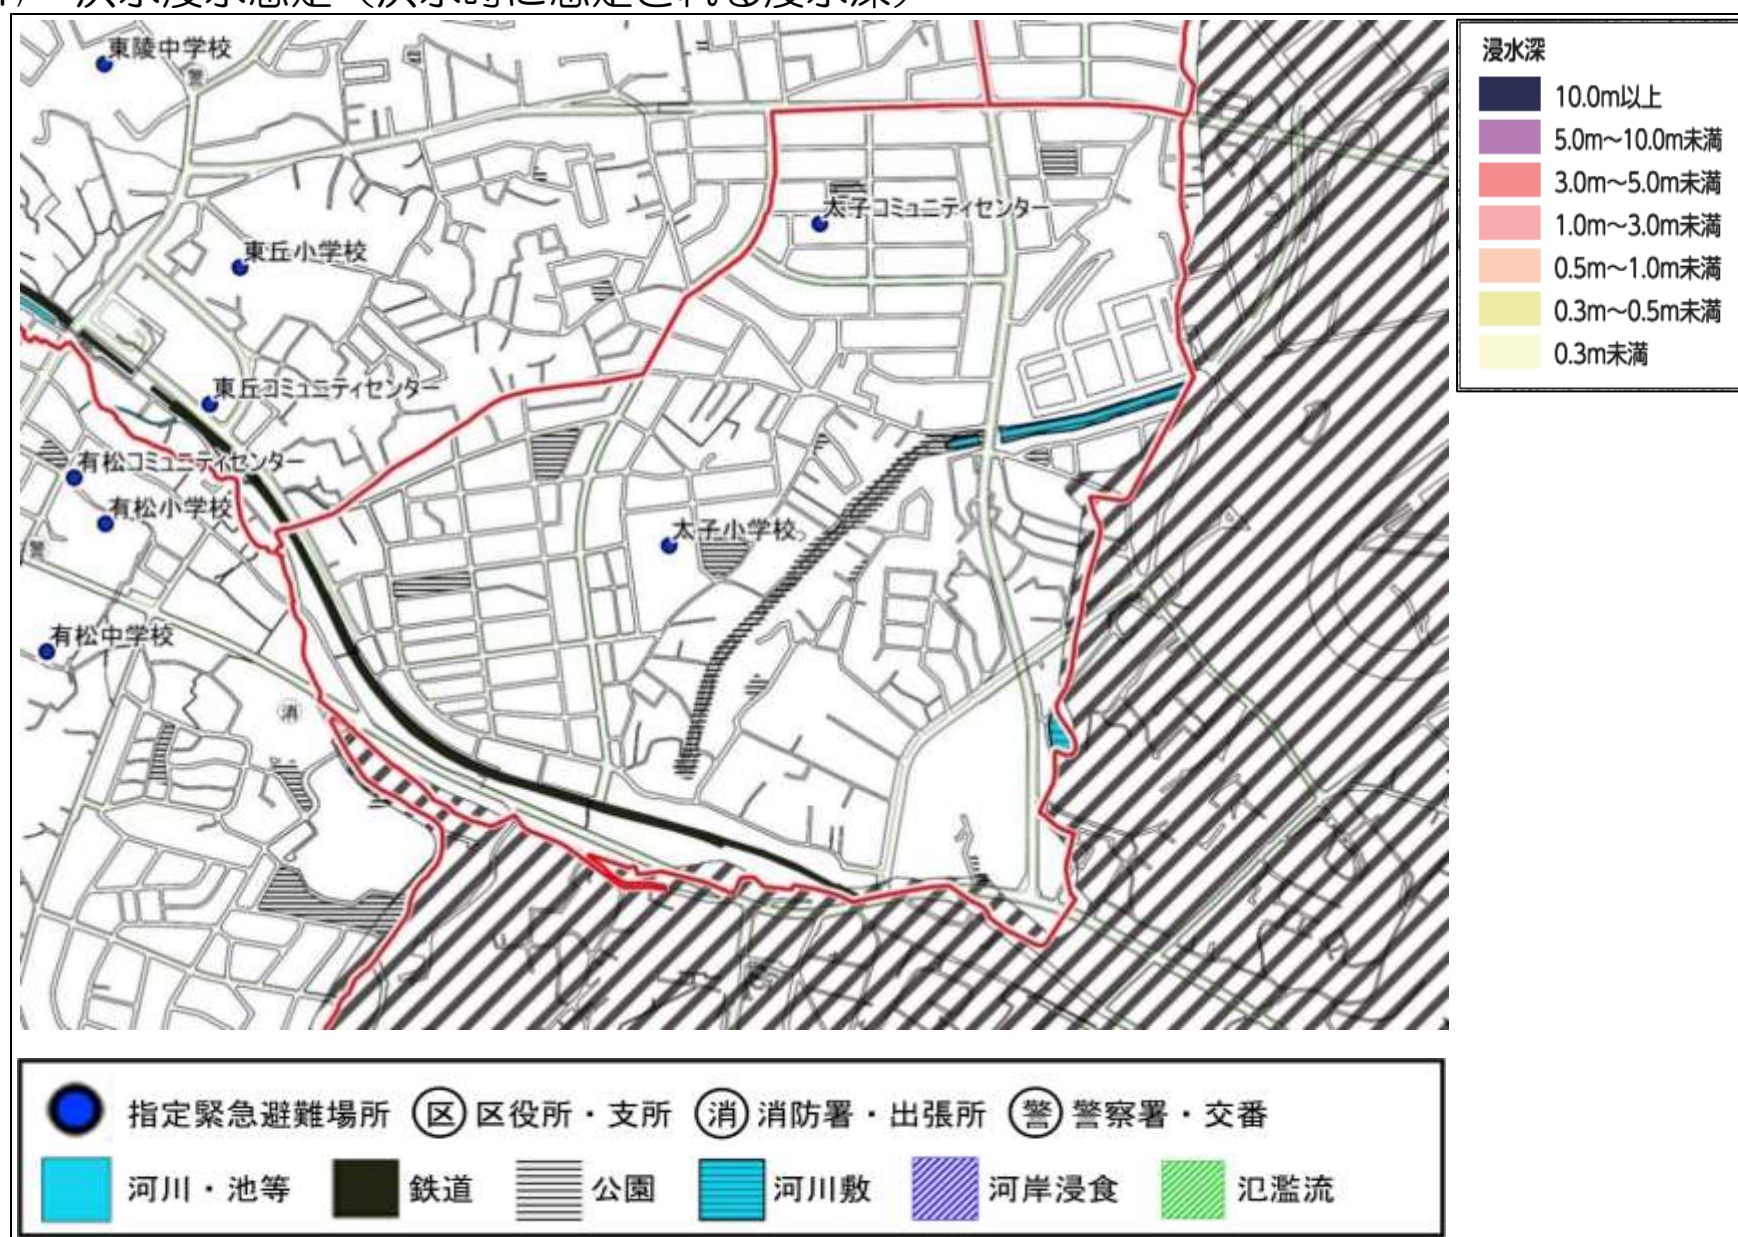 洪水浸水想定（洪水時に想定される浸水深）
浸水深
10.0m以上
5.0m～10.0m未満
3.0m～5.0m未満
1.0m～3.0m未満
0.5m～1.0m未満
0.3m～0.5m未満
0.3m未満
東陵中学校
警
太子コミュニティセンター
東丘小学校
東丘コミュニティセンター
有松コミュニティセンター
有松小学校
太子小学校
警
有松中学校
消
指定緊急避難場所 区 区役所・支所 消 消防署・出張所 警 警察署・交番
河川・池等 鉄道 公園 河川敷 河岸浸食 氾濫流